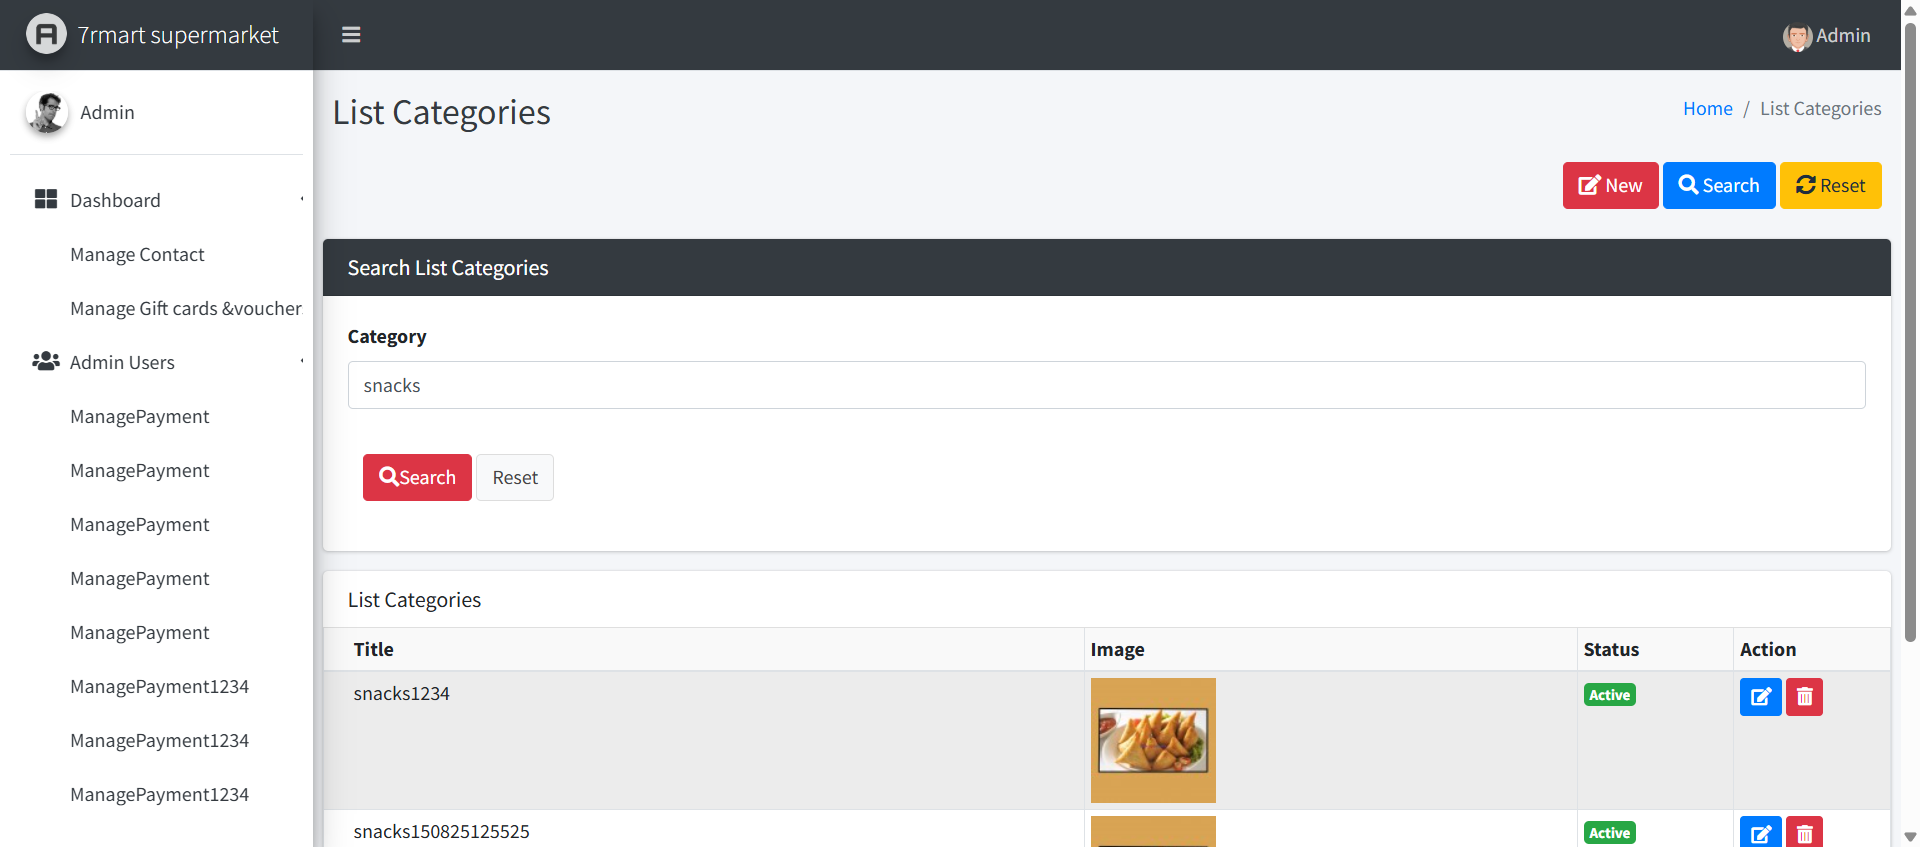 7rmart supermarket
Admin
Admin
Dashboard
Manage Contact
Manage Gift cards &voucher
Admin Users
ManagePayment
ManagePayment
ManagePayment
ManagePayment
ManagePayment
ManagePayment1234
ManagePayment1234
ManagePayment1234
List Categories
Home / List Categories
New Search Reset
Search List Categories
Category
snacks
Search Reset
List Categories
Title Image Status Action
snacks1234 Active
snacks150825125525 Active